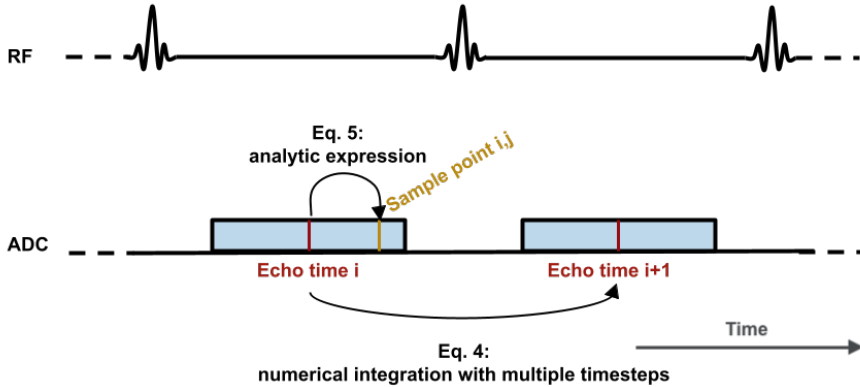 RF
Eq. 5:
analytic expression
Sample point i,j
ADC
Echo time i
Echo time i+1
Time
Eq. 4:
numerical integration with multiple timesteps